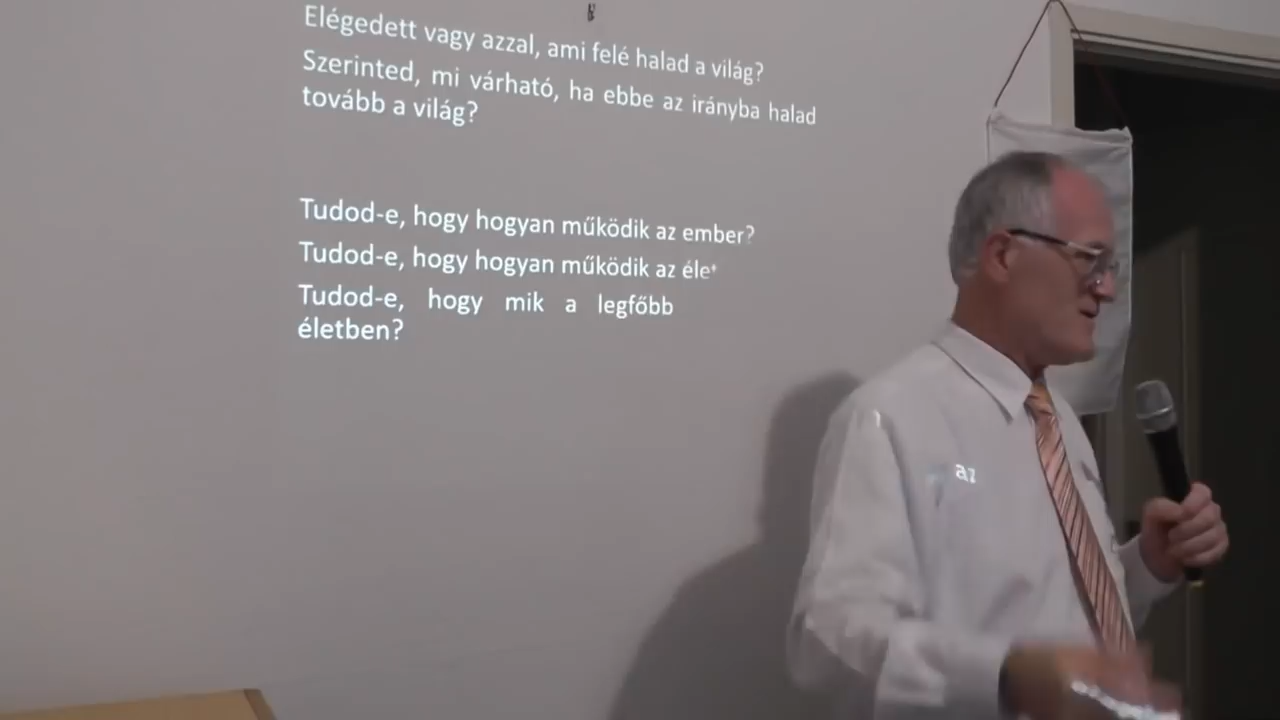 Elégedett vagy azzal, ami felé halad a világ?
Szerinted, mi várható, ha ebbe az irányba halad
tovább a világ?
Tudod-e, hogy hogyan működik az ember?
Tudod-e, hogy hogyan működik az
Tudod-e, hogy mik a legfőbb az
életben?